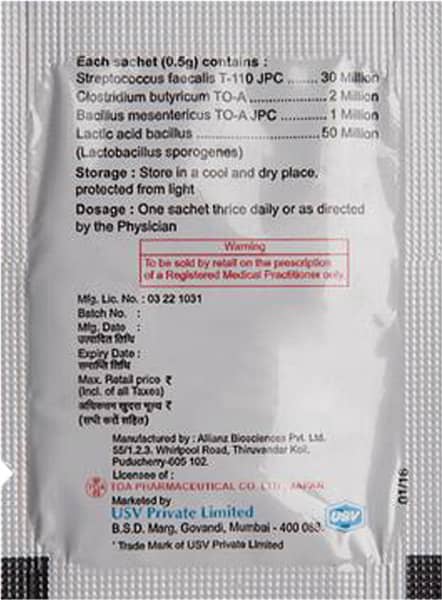 Each sachet (0.5g) contains :
Streptococcus faecalis T-110 JPC ....... 30 Million
Clostridium butyricum TO-A .................. 2 Million
Bacillus mesentericus TO-A JPC ........... 1 Million
Lactic acid bacillus ............................. 50 Million
(Lactobacillus sporogenes)
Storage : Store in a cool and dry place,
protected from light
Dosage : One sachet thrice daily or as directed
by the Physician
Warning
To be sold by retail on the prescription
of a Registered Medical Practitioner only.
Mfg. Lic. No. : 03 22 1031
Batch No. :
Mfg. Date :
उत्पादित तिथि
Expiry Date :
समाप्ति तिथि
Max. Retail price ₹
(Incl. of all Taxes)
अधिकतम खुदरा मूल्य ₹
(सभी करों सहित)
Manufactured by : Allianz Biosciences Pvt. Ltd.
55/1,2,3, Whirlpool Road, Thiruvandar Koil,
Puducherry-605 102.
Licensee of :
TOA PHARMACEUTICAL CO. LTD., JAPAN
Marketed by
USV Private Limited
B.S.D. Marg, Govandi, Mumbai - 400 088.
USV
* Trade Mark of USV Private Limited
01/16